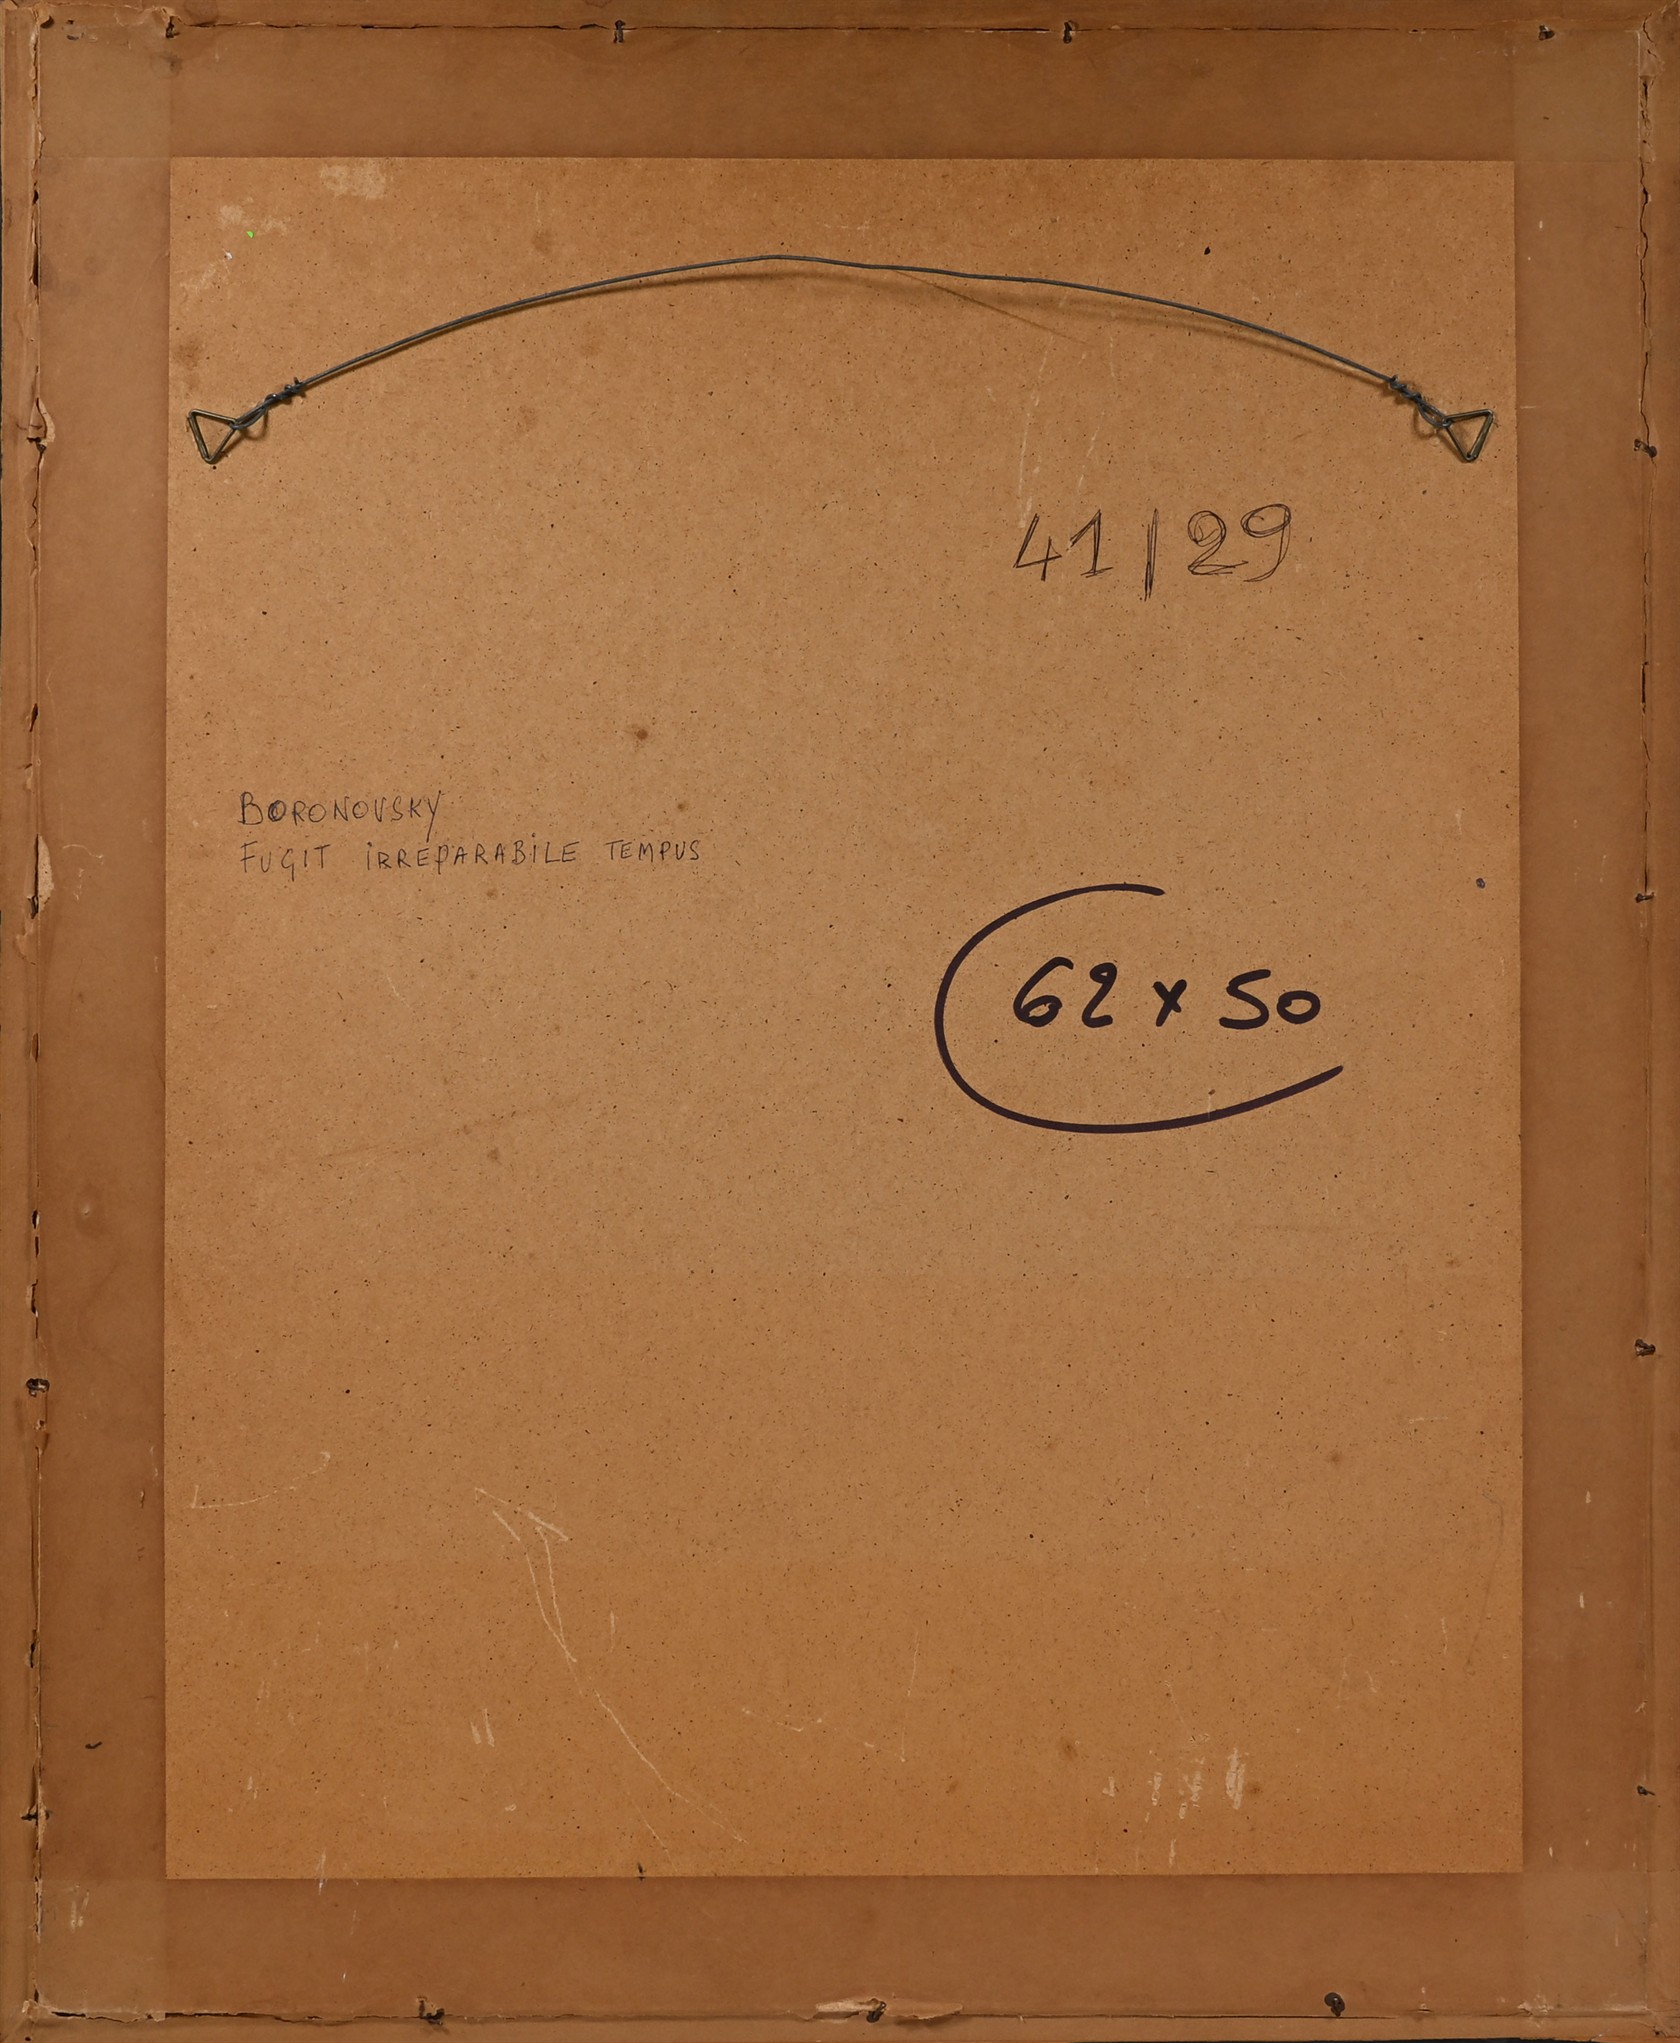 41 | 29
BORONOVSKY
FUGIT IRREPARABILE TEMPUS
62 x 50